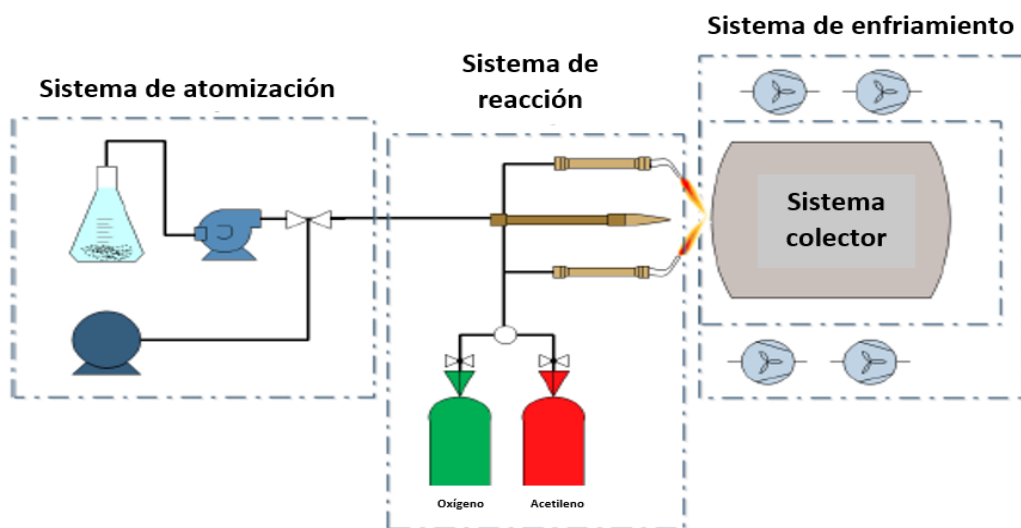 Sistema de atomización
Sistema de
reacción
Sistema de enfriamiento
Sistema
colector
Oxígeno
Acetileno